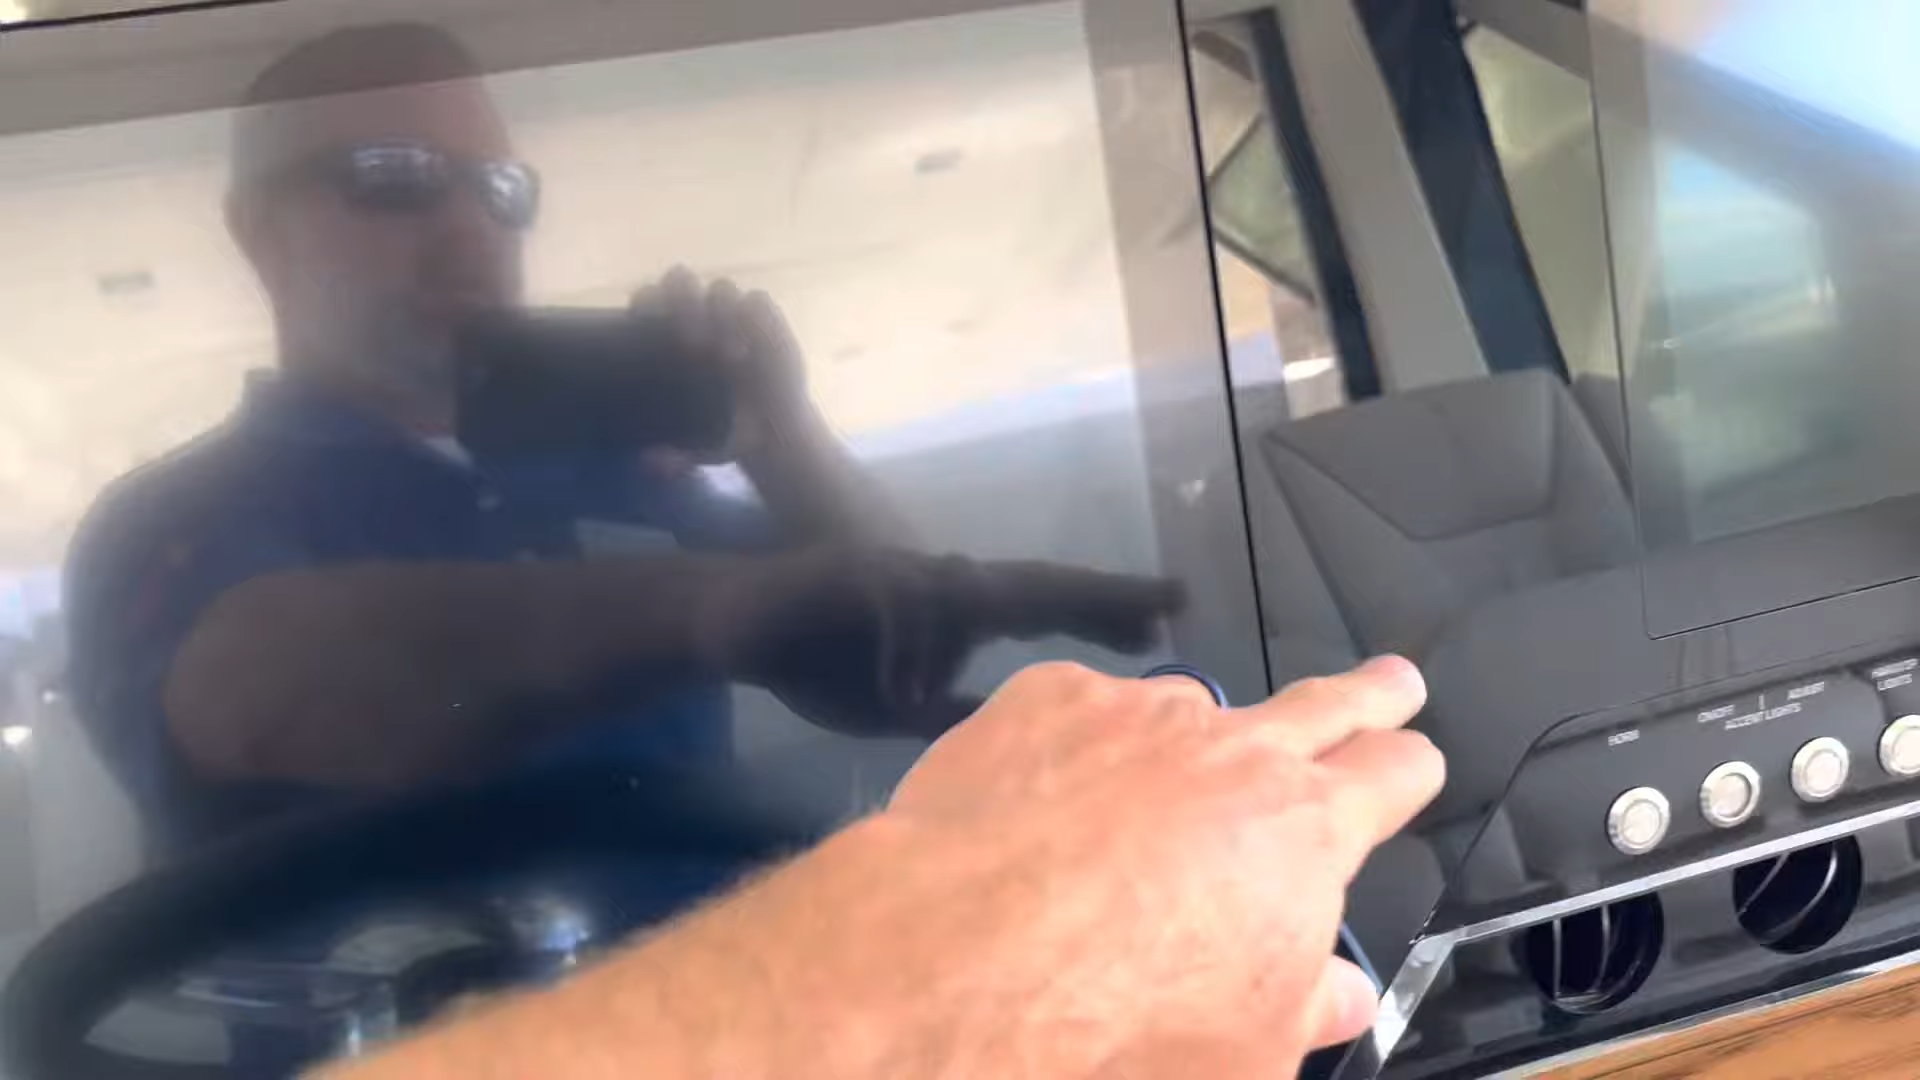 HORN
ON/OFF | ADJUST
ACCENT LIGHTS
HARDTOP
LIGHTS